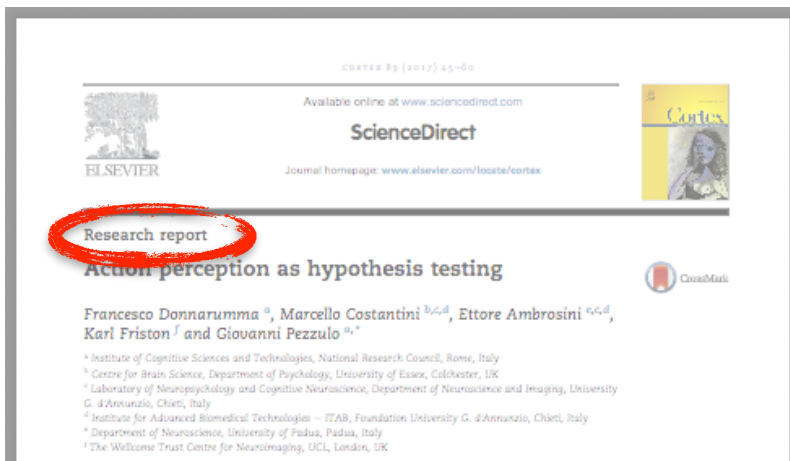 CORTEX 89 (2017) 45–60
Available online at www.sciencedirect.com
ScienceDirect
Journal homepage: www.elsevier.com/locate/cortex
ELSEVIER
Cortex
Research report
Action perception as hypothesis testing
CrossMark
Francesco Donnarumma a, Marcello Costantini b,c,d, Ettore Ambrosini e,c,d,
Karl Friston f and Giovanni Pezzulo a,*
a Institute of Cognitive Sciences and Technologies, National Research Council, Rome, Italy
b Centre for Brain Science, Department of Psychology, University of Essex, Colchester, UK
c Laboratory of Neuropsychology and Cognitive Neuroscience, Department of Neuroscience and Imaging, University
G. d'Annunzio, Chieti, Italy
d Institute for Advanced Biomedical Technologies – ITAB, Foundation University G. d'Annunzio, Chieti, Italy
e Department of Neuroscience, University of Padua, Padua, Italy
f The Wellcome Trust Centre for Neuroimaging, UCL, London, UK